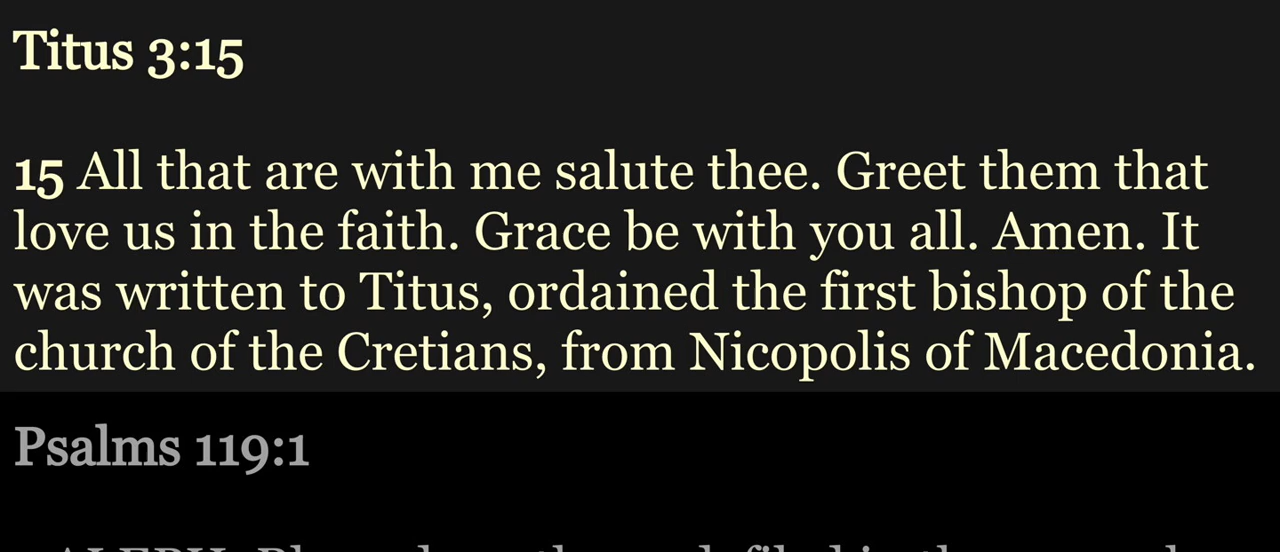 Titus 3:15
15 All that are with me salute thee. Greet them that
love us in the faith. Grace be with you all. Amen. It
was written to Titus, ordained the first bishop of the
church of the Cretians, from Nicopolis of Macedonia.
Psalms 119:1